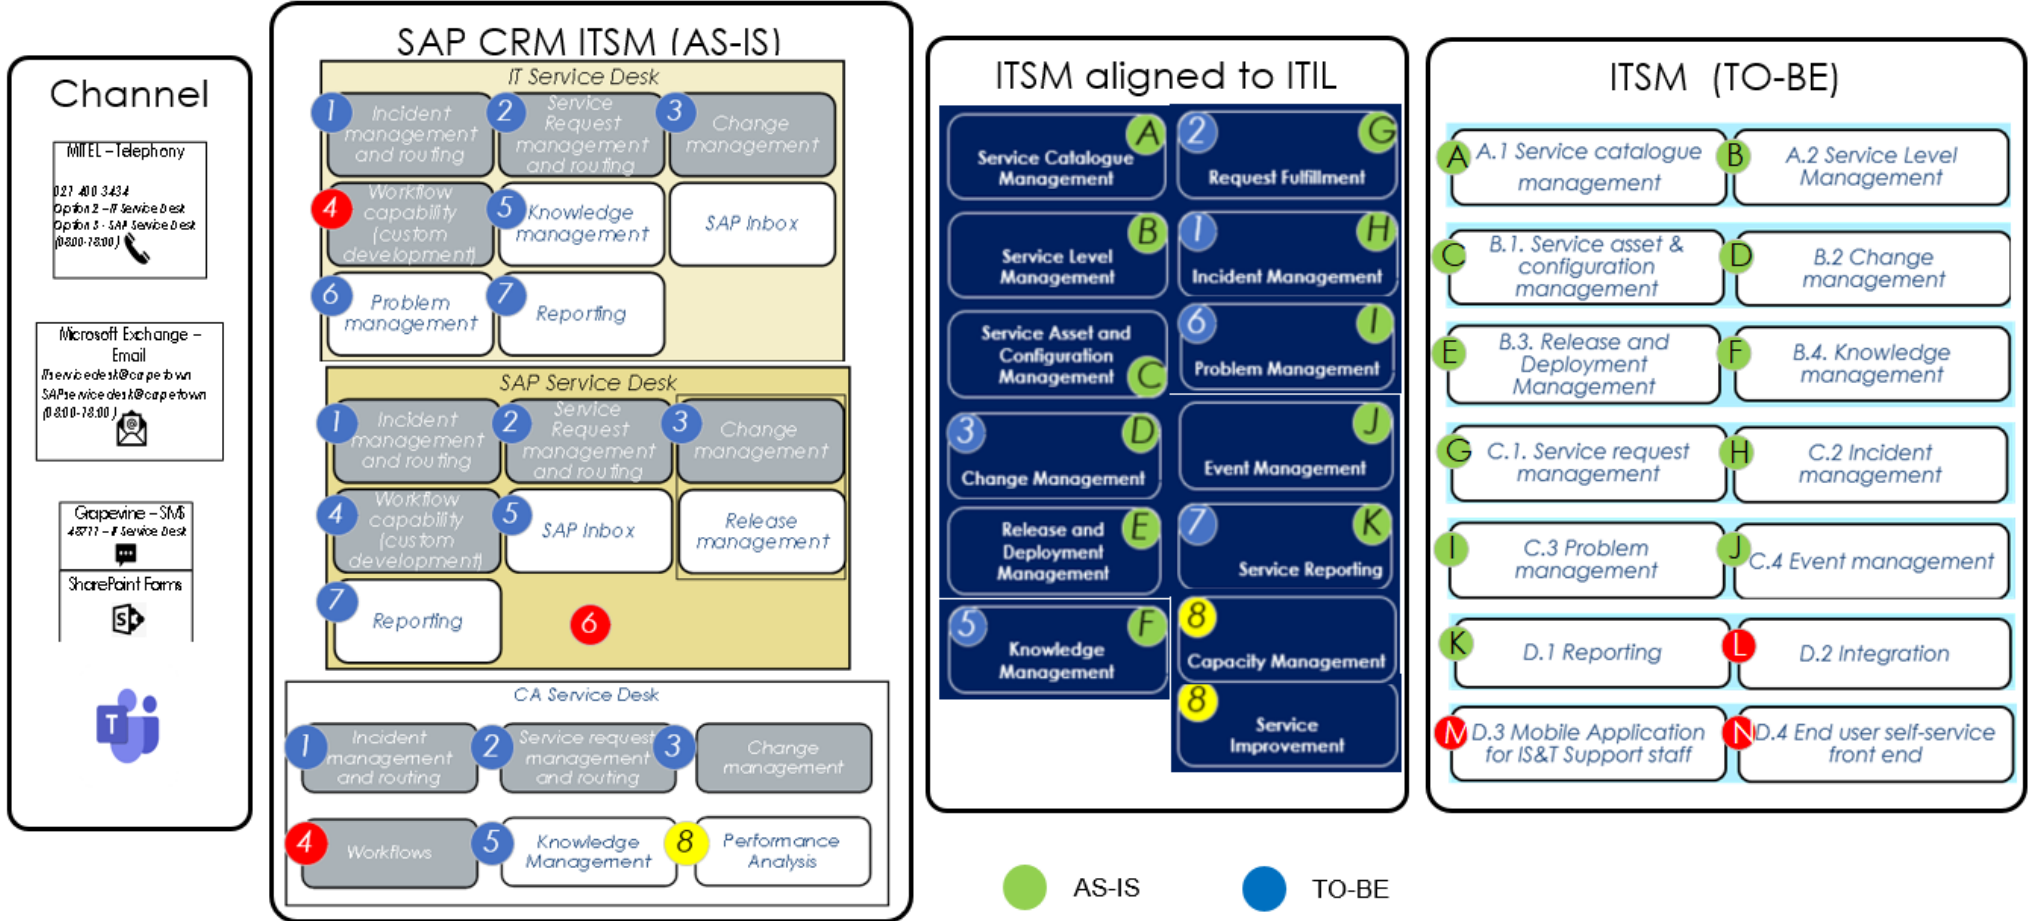 Channel
MITEL – Telephony
021 400 3434
Option 2 – IT Service Desk
Option 5 - SAP Service Desk
(08:00-18:00)
Microsoft Exchange –
Email
ITservicedesk@capetown
SAPservicedesk@capetown
(08:00-18:00)
Grapevine – SMS
48777 – IT Service Desk
SharePoint Forms
SAP CRM ITSM (AS-IS)
IT Service Desk
1
Incident
management
and routing
2
Service
Request
management
and routing
3
Change
management
4
Workflow
capability
(custom
development)
5
Knowledge
management
SAP Inbox
6
Problem
management
7
Reporting
SAP Service Desk
1
Incident
management
and routing
2
Service
Request
management
and routing
3
Change
management
4
Workflow
capability
(custom
development)
5
SAP Inbox
Release
management
7
Reporting
6
CA Service Desk
1
Incident
management
and routing
2
Service request
management
and routing
3
Change
management
4
Workflows
5
Knowledge
Management
8
Performance
Analysis
ITSM aligned to ITIL
A
Service Catalogue
Management
2
G
Request Fulfillment
B
Service Level
Management
1
H
Incident Management
Service Asset and
Configuration
Management
C
6
I
Problem Management
3
D
Change Management
J
Event Management
E
Release and
Deployment
Management
7
K
Service Reporting
5
F
Knowledge
Management
8
Capacity Management
8
Service
Improvement
ITSM (TO-BE)
A
A.1 Service catalogue
management
B
A.2 Service Level
Management
C
B.1. Service asset &
configuration
management
D
B.2 Change
management
E
B.3. Release and
Deployment
Management
F
B.4. Knowledge
management
G
C.1. Service request
management
H
C.2 Incident
management
I
C.3 Problem
management
J
C.4 Event management
K
D.1 Reporting
L
D.2 Integration
M
D.3 Mobile Application
for IS&T Support staff
N
D.4 End user self-service
front end
AS-IS
TO-BE